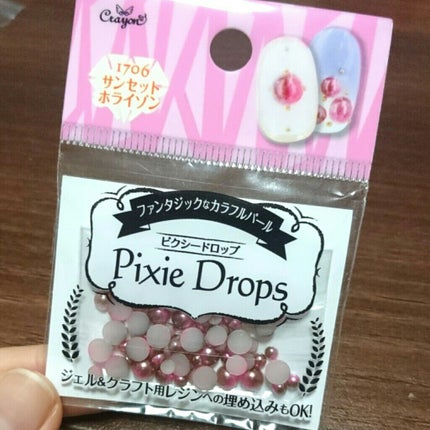 Crayon
1706
サンセット
ホライゾン
ファンタジックなカラフルパール
ピクシードロップ
Pixie Drops
ジェル&クラフト用レジンへの埋め込みもOK!